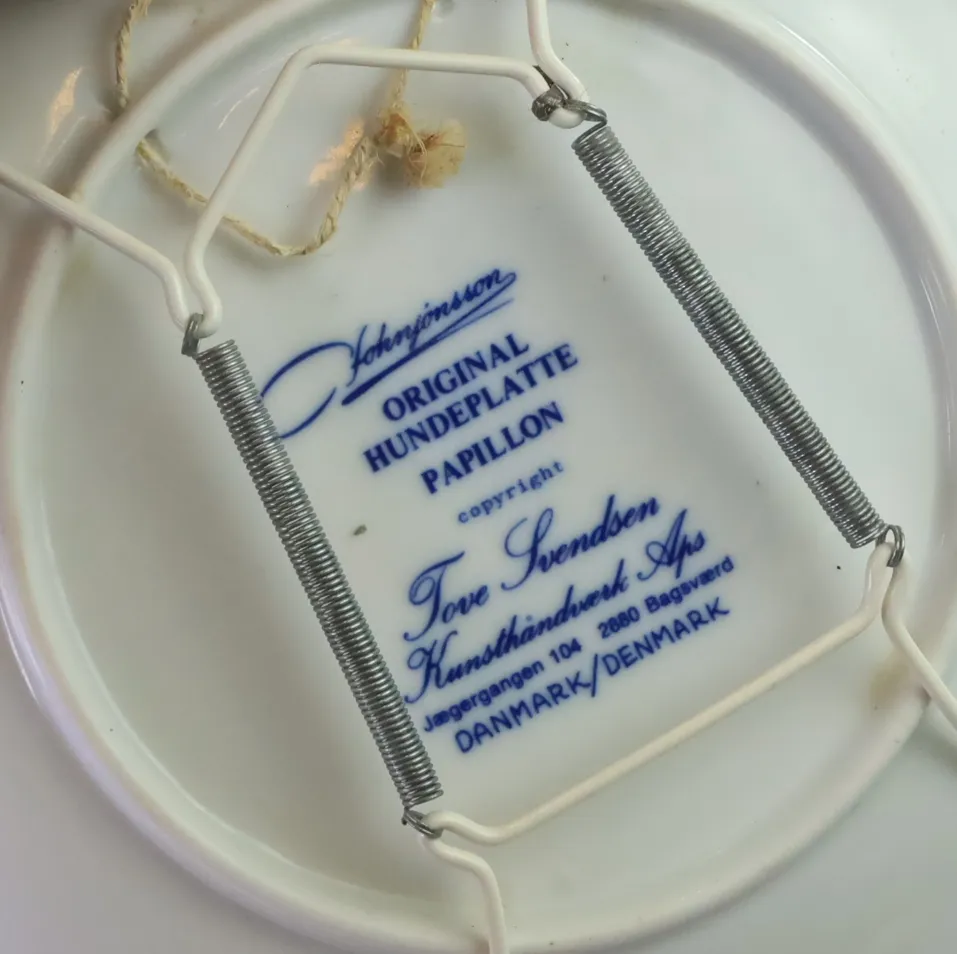 Johnjönsson
ORIGINAL
HUNDEPLATTE
PAPILLON
copyright
Tove Svendsen
Kunsthåndværk Aps
Jægergangen 104 2880 Bagsværd
DANMARK/DENMARK